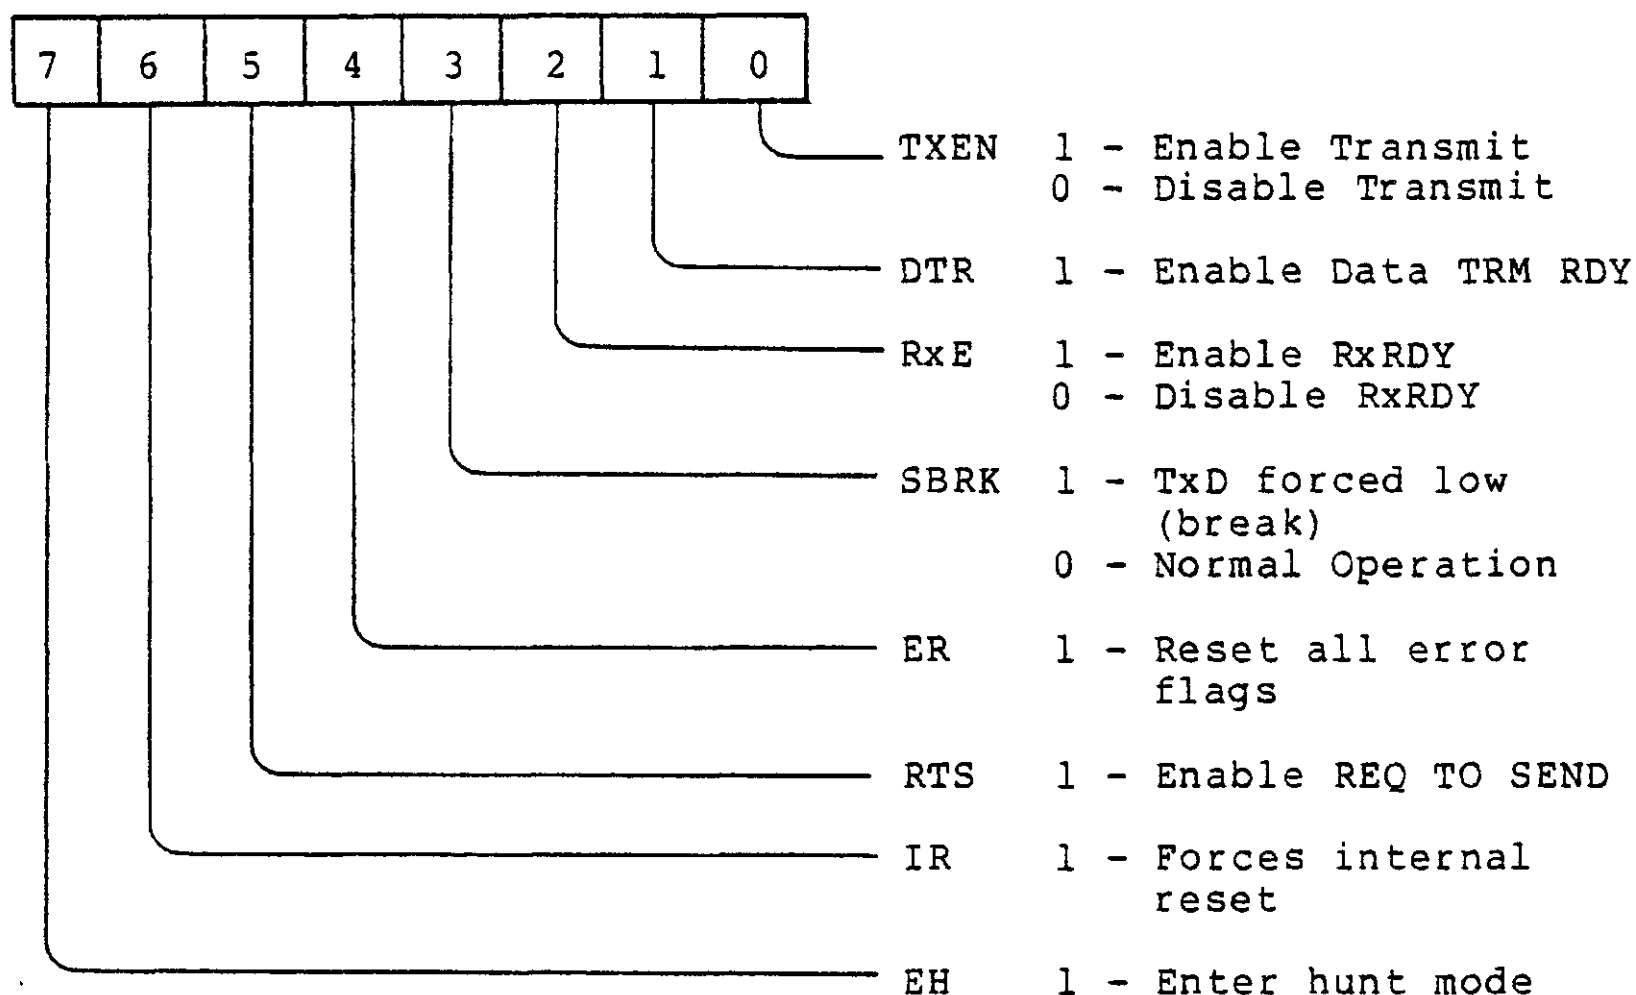 7 6 5 4 3 2 1 0
TXEN 1 - Enable Transmit
0 - Disable Transmit
DTR 1 - Enable Data TRM RDY
RxE 1 - Enable RxRDY
0 - Disable RxRDY
SBRK 1 - TxD forced low
(break)
0 - Normal Operation
ER 1 - Reset all error
flags
RTS 1 - Enable REQ TO SEND
IR 1 - Forces internal
reset
EH 1 - Enter hunt mode